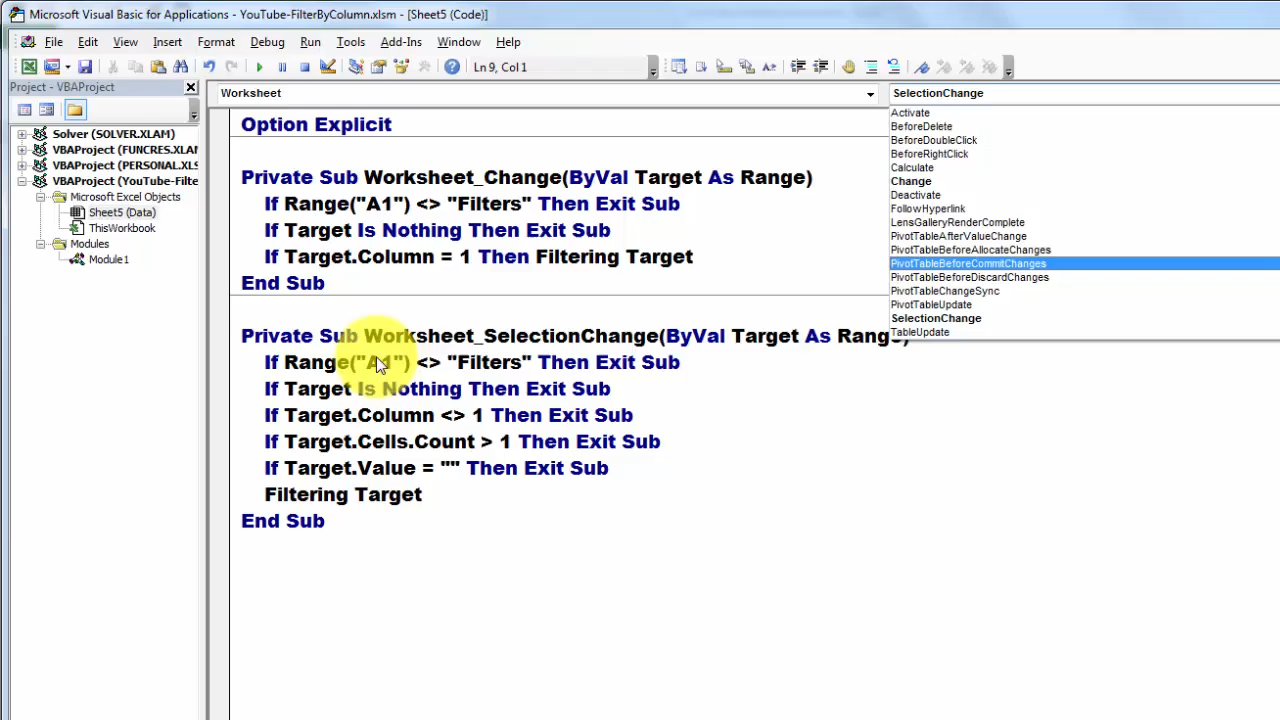 Microsoft Visual Basic for Applications - YouTube-FilterByColumn.xlsm - [Sheet5 (Code)]
File Edit View Insert Format Debug Run Tools Add-Ins Window Help
Ln 9, Col 1
Project - VBAProject
Solver (SOLVER.XLAM)
VBAProject (FUNCRES.XLAM
VBAProject (PERSONAL.XLS
VBAProject (YouTube-Filte
Microsoft Excel Objects
Sheet5 (Data)
ThisWorkbook
Modules
Module1
Worksheet
SelectionChange
Option Explicit
Private Sub Worksheet_Change(ByVal Target As Range)
If Range("A1") <> "Filters" Then Exit Sub
If Target Is Nothing Then Exit Sub
If Target.Column = 1 Then Filtering Target
End Sub
Private Sub Worksheet_SelectionChange(ByVal Target As Range)
If Range("A1") <> "Filters" Then Exit Sub
If Target Is Nothing Then Exit Sub
If Target.Column <> 1 Then Exit Sub
If Target.Cells.Count > 1 Then Exit Sub
If Target.Value = "" Then Exit Sub
Filtering Target
End Sub
Activate
BeforeDelete
BeforeDoubleClick
BeforeRightClick
Calculate
Change
Deactivate
FollowHyperlink
LensGalleryRenderComplete
PivotTableAfterValueChange
PivotTableBeforeAllocateChanges
PivotTableBeforeCommitChanges
PivotTableBeforeDiscardChanges
PivotTableChangeSync
PivotTableUpdate
SelectionChange
TableUpdate